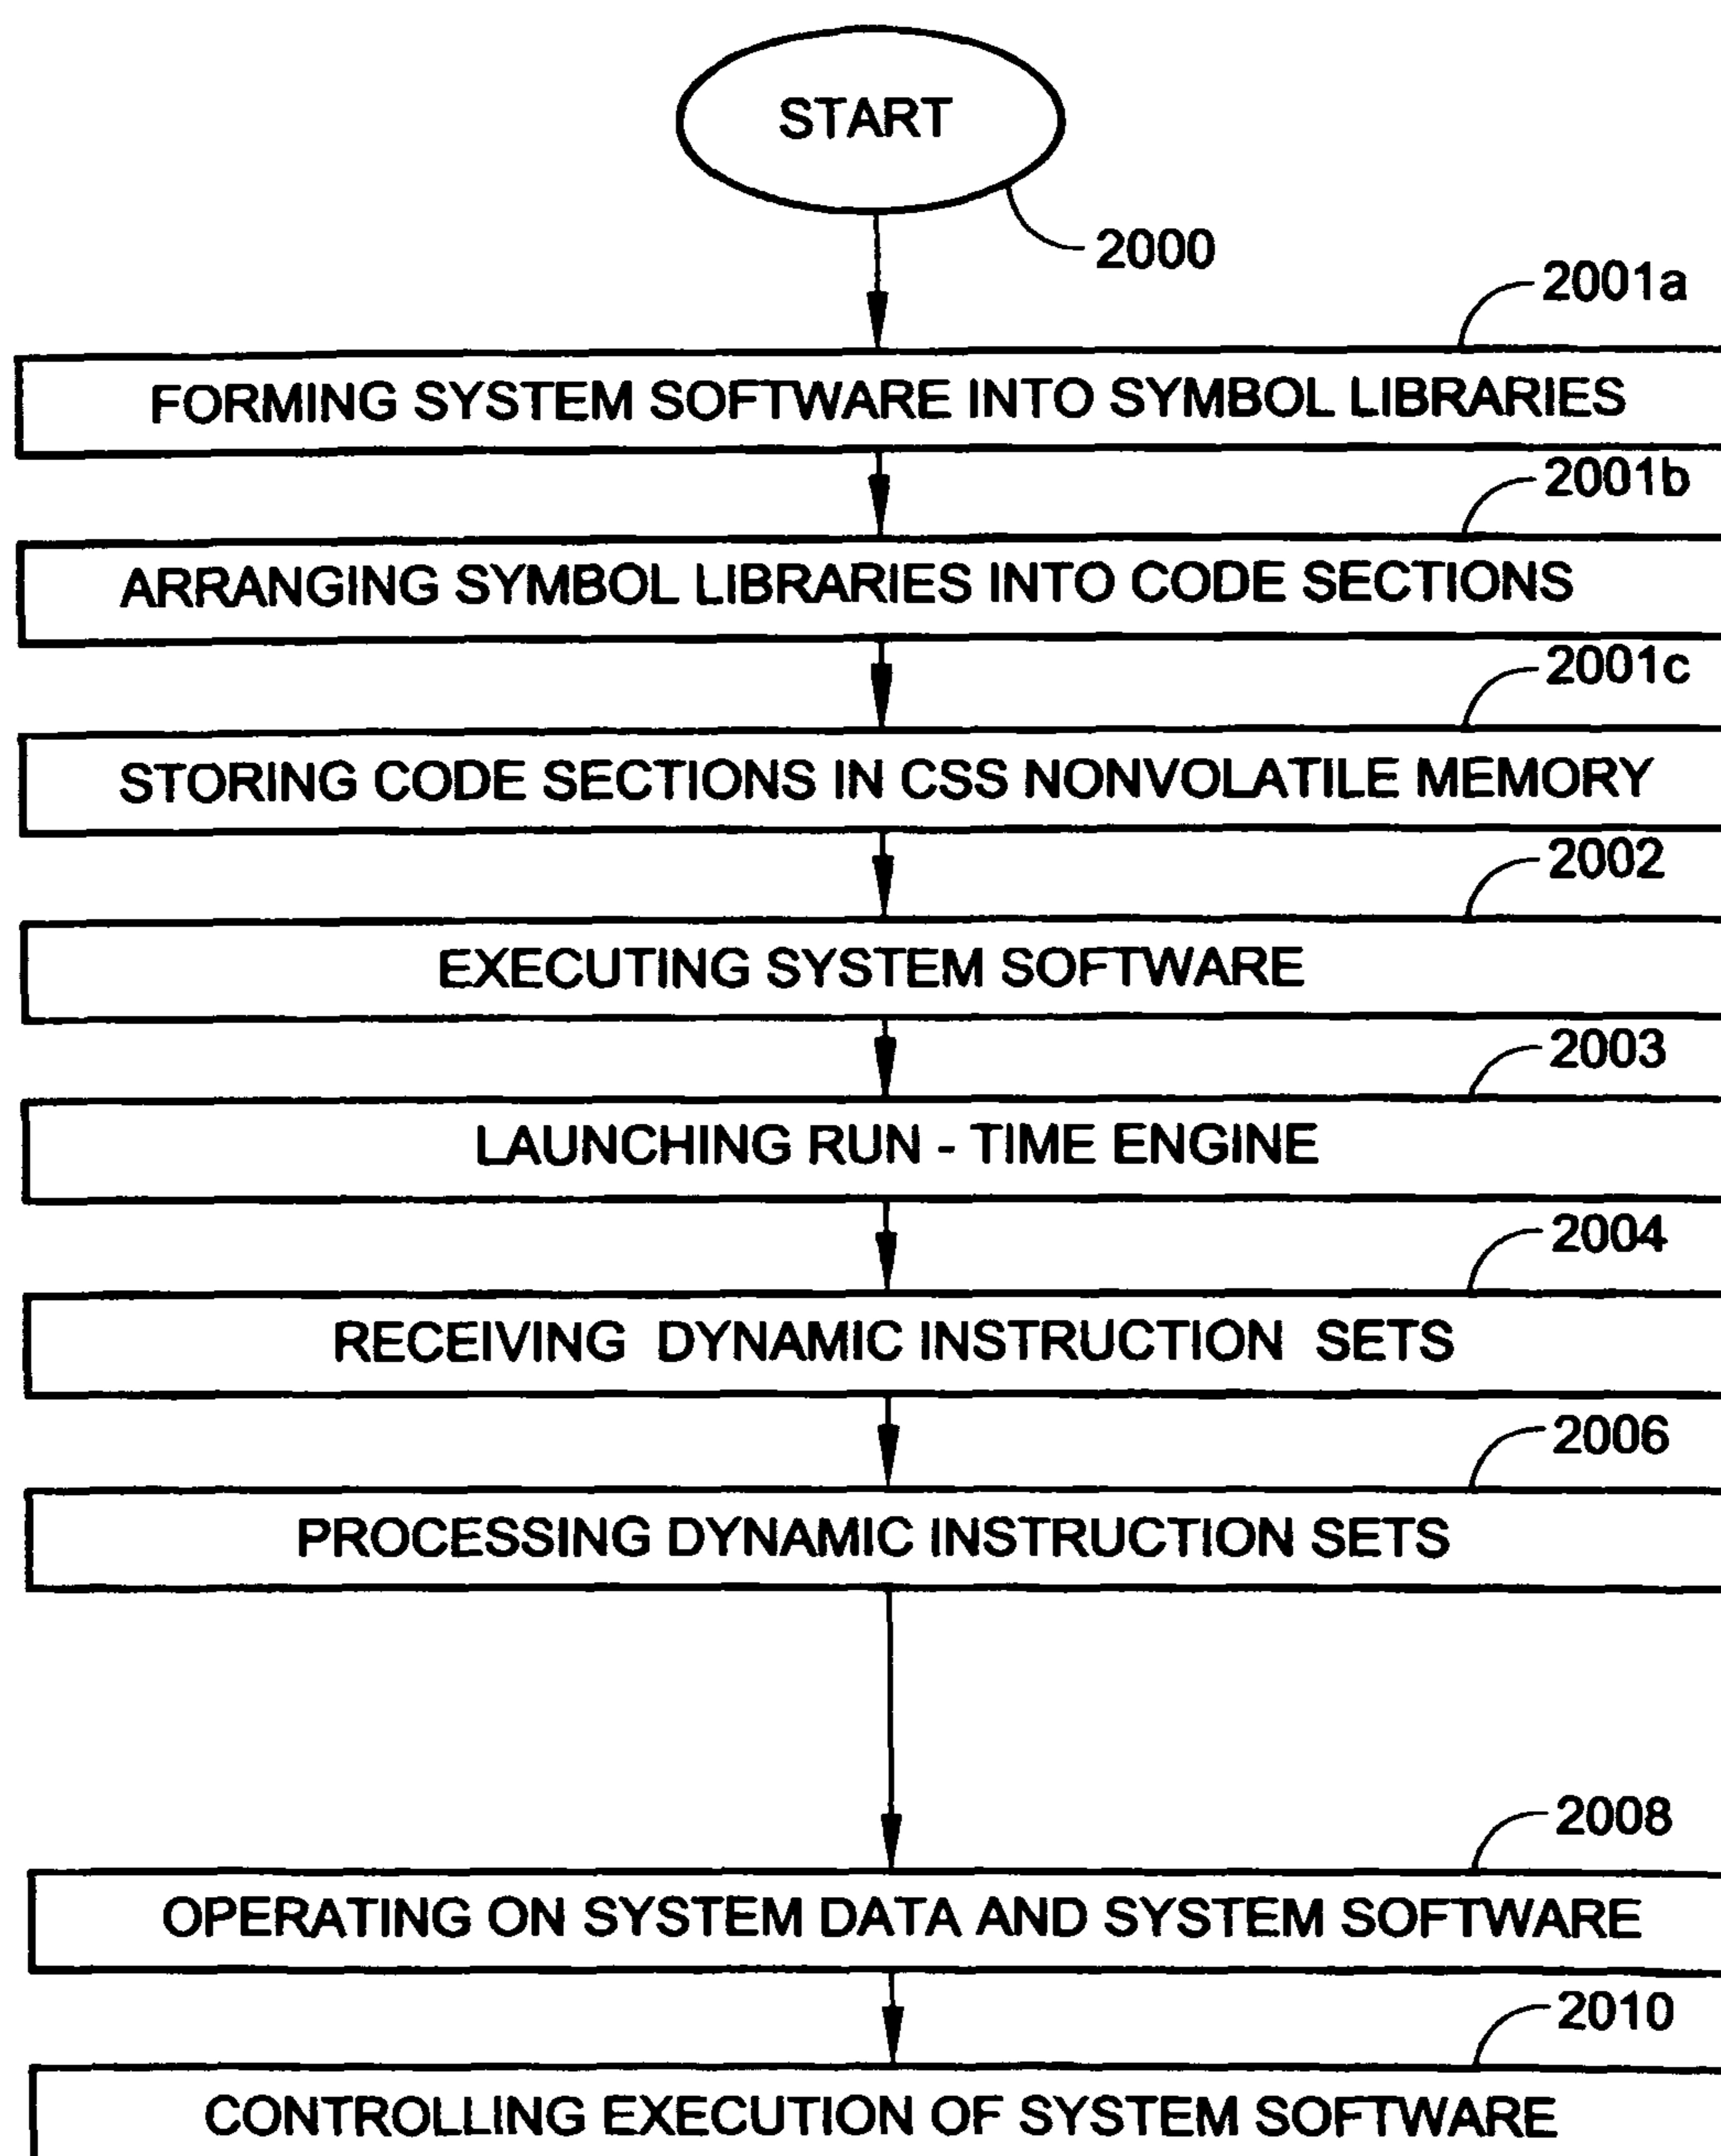 START
2000
2001a
FORMING SYSTEM SOFTWARE INTO SYMBOL LIBRARIES
2001b
ARRANGING SYMBOL LIBRARIES INTO CODE SECTIONS
2001c
STORING CODE SECTIONS IN CSS NONVOLATILE MEMORY
2002
EXECUTING SYSTEM SOFTWARE
2003
LAUNCHING RUN - TIME ENGINE
2004
RECEIVING DYNAMIC INSTRUCTION SETS
2006
PROCESSING DYNAMIC INSTRUCTION SETS
2008
OPERATING ON SYSTEM DATA AND SYSTEM SOFTWARE
2010
CONTROLLING EXECUTION OF SYSTEM SOFTWARE